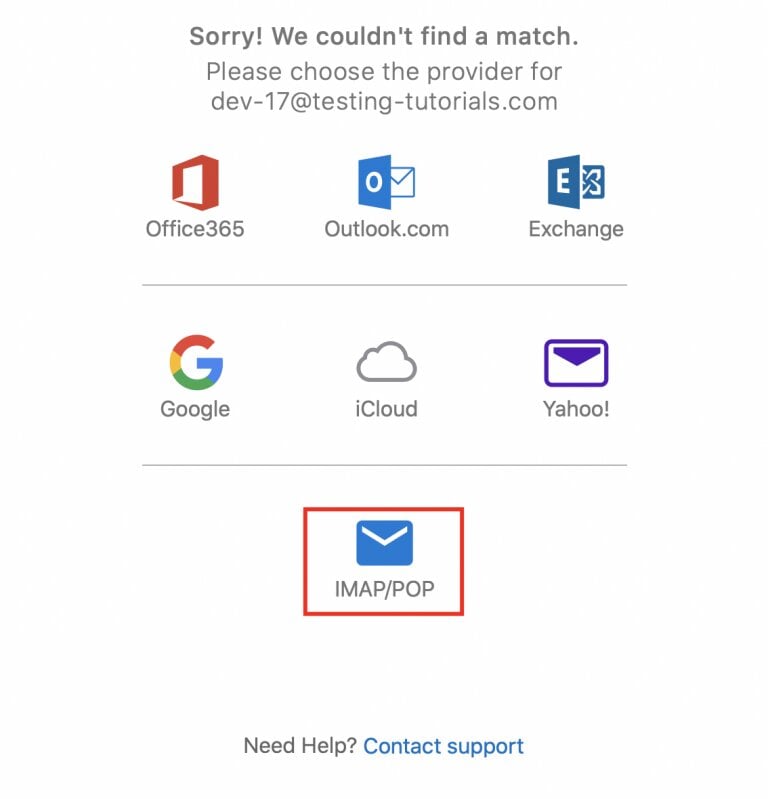 Sorry! We couldn't find a match.
Please choose the provider for
dev-17@testing-tutorials.com
Office365
O
Outlook.com
E
Exchange
G
Google
iCloud
Yahoo!
IMAP/POP
Need Help? Contact support